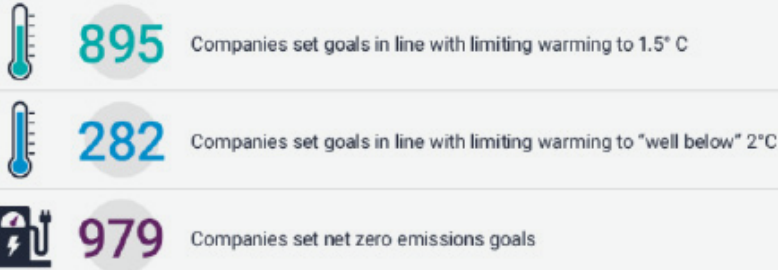 895 Companies set goals in line with limiting warming to 1.5° C
282 Companies set goals in line with limiting warming to “well below” 2°C
979 Companies set net zero emissions goals